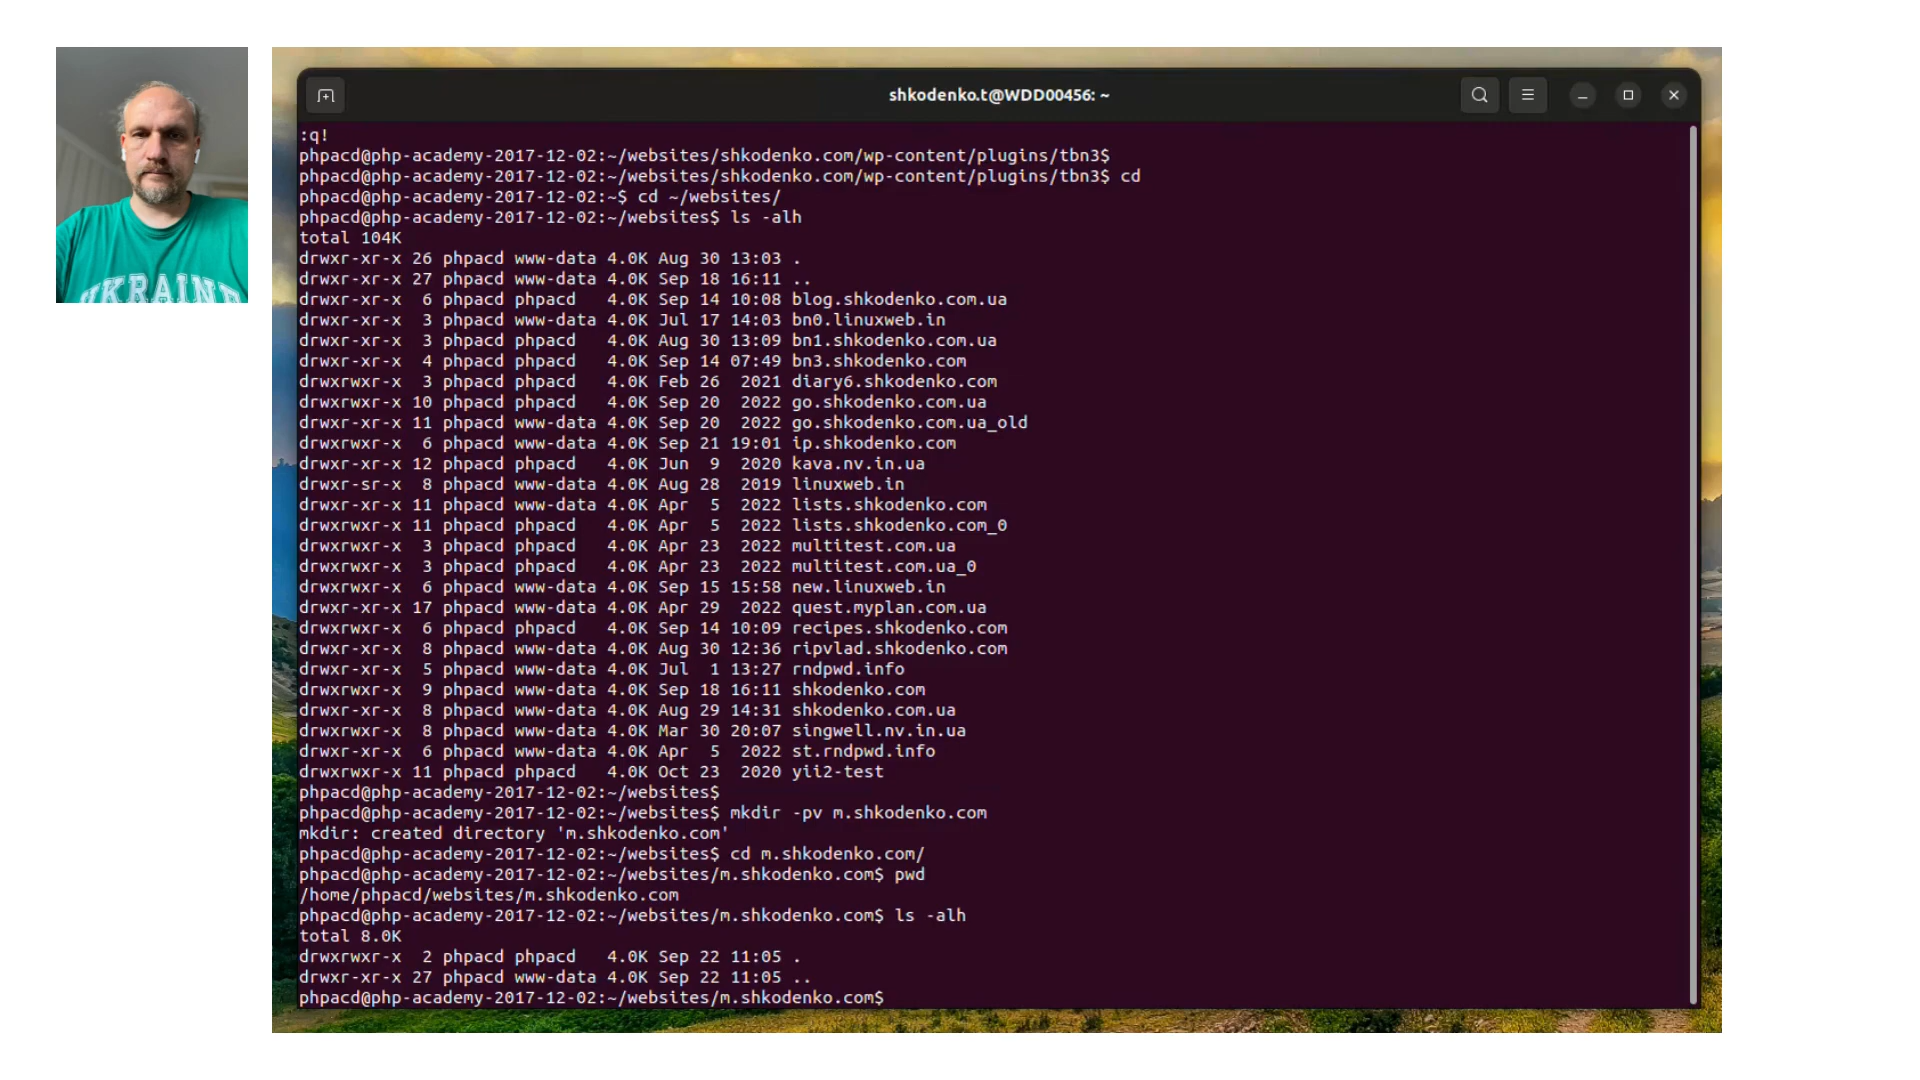 UKRAINE
shkodenko.t@WDD00456: ~
:q!
phpacd@php-academy-2017-12-02:~/websites/shkodenko.com/wp-content/plugins/tbn3$
phpacd@php-academy-2017-12-02:~/websites/shkodenko.com/wp-content/plugins/tbn3$ cd
phpacd@php-academy-2017-12-02:~$ cd ~/websites/
phpacd@php-academy-2017-12-02:~/websites$ ls -alh
total 104K
drwxr-xr-x 26 phpacd www-data 4.0K Aug 30 13:03 .
drwxr-xr-x 27 phpacd www-data 4.0K Sep 18 16:11 ..
drwxr-xr-x  6 phpacd phpacd   4.0K Sep 14 10:08 blog.shkodenko.com.ua
drwxr-xr-x  3 phpacd www-data 4.0K Jul 17 14:03 bn0.linuxweb.in
drwxr-xr-x  3 phpacd phpacd   4.0K Aug 30 13:09 bn1.shkodenko.com.ua
drwxr-xr-x  4 phpacd phpacd   4.0K Sep 14 07:49 bn3.shkodenko.com
drwxrwxr-x  3 phpacd phpacd   4.0K Feb 26  2021 diary6.shkodenko.com
drwxrwxr-x 10 phpacd phpacd   4.0K Sep 20  2022 go.shkodenko.com.ua
drwxr-xr-x 11 phpacd www-data 4.0K Sep 20  2022 go.shkodenko.com.ua_old
drwxrwxr-x  6 phpacd www-data 4.0K Sep 21 19:01 ip.shkodenko.com
drwxr-xr-x 12 phpacd phpacd   4.0K Jun  9  2020 kava.nv.in.ua
drwxr-sr-x  8 phpacd www-data 4.0K Aug 28  2019 linuxweb.in
drwxr-xr-x 11 phpacd www-data 4.0K Apr  5  2022 lists.shkodenko.com
drwxrwxr-x 11 phpacd phpacd   4.0K Apr  5  2022 lists.shkodenko.com_0
drwxrwxr-x  3 phpacd phpacd   4.0K Apr 23  2022 multitest.com.ua
drwxrwxr-x  3 phpacd phpacd   4.0K Apr 23  2022 multitest.com.ua_0
drwxrwxr-x  6 phpacd www-data 4.0K Sep 15 15:58 new.linuxweb.in
drwxr-xr-x 17 phpacd www-data 4.0K Apr 29  2022 quest.myplan.com.ua
drwxrwxr-x  6 phpacd phpacd   4.0K Sep 14 10:09 recipes.shkodenko.com
drwxr-xr-x  8 phpacd www-data 4.0K Aug 30 12:36 ripvlad.shkodenko.com
drwxr-xr-x  5 phpacd www-data 4.0K Jul  1 13:27 rndpwd.info
drwxrwxr-x  9 phpacd www-data 4.0K Sep 18 16:11 shkodenko.com
drwxr-xr-x  8 phpacd www-data 4.0K Aug 29 14:31 shkodenko.com.ua
drwxrwxr-x  8 phpacd www-data 4.0K Mar 30 20:07 singwell.nv.in.ua
drwxr-xr-x  6 phpacd www-data 4.0K Apr  5  2022 st.rndpwd.info
drwxrwxr-x 11 phpacd phpacd   4.0K Oct 23  2020 yii2-test
phpacd@php-academy-2017-12-02:~/websites$
phpacd@php-academy-2017-12-02:~/websites$ mkdir -pv m.shkodenko.com
mkdir: created directory 'm.shkodenko.com'
phpacd@php-academy-2017-12-02:~/websites$ cd m.shkodenko.com/
phpacd@php-academy-2017-12-02:~/websites/m.shkodenko.com$ pwd
/home/phpacd/websites/m.shkodenko.com
phpacd@php-academy-2017-12-02:~/websites/m.shkodenko.com$ ls -alh
total 8.0K
drwxrwxr-x  2 phpacd phpacd   4.0K Sep 22 11:05 .
drwxr-xr-x 27 phpacd www-data 4.0K Sep 22 11:05 ..
phpacd@php-academy-2017-12-02:~/websites/m.shkodenko.com$